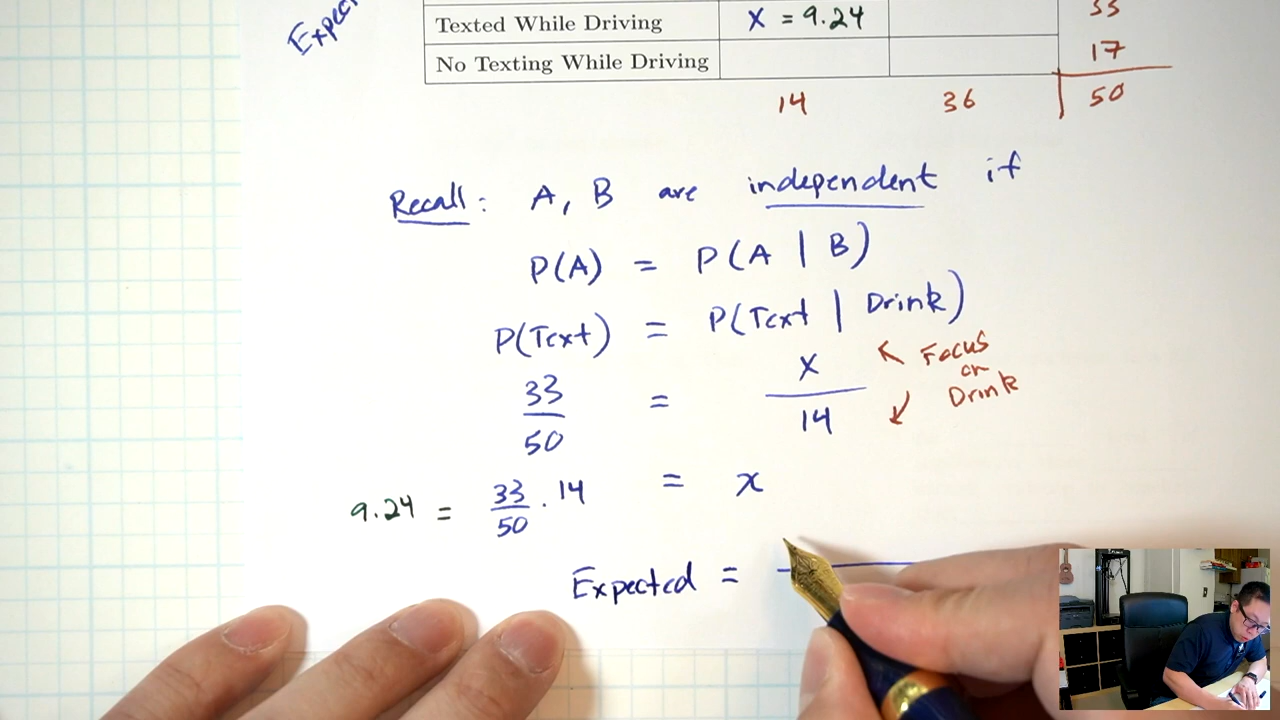 Expec
33
Texted While Driving x = 9.24
No Texting While Driving 17
14 36 50
Recall: A, B are independent if
P(A) = P(A | B)
P(Text) = P(Text | Drink)
33/50 = x/14 Focus on Drink
9.24 = 33/50 · 14 = x
Expected =